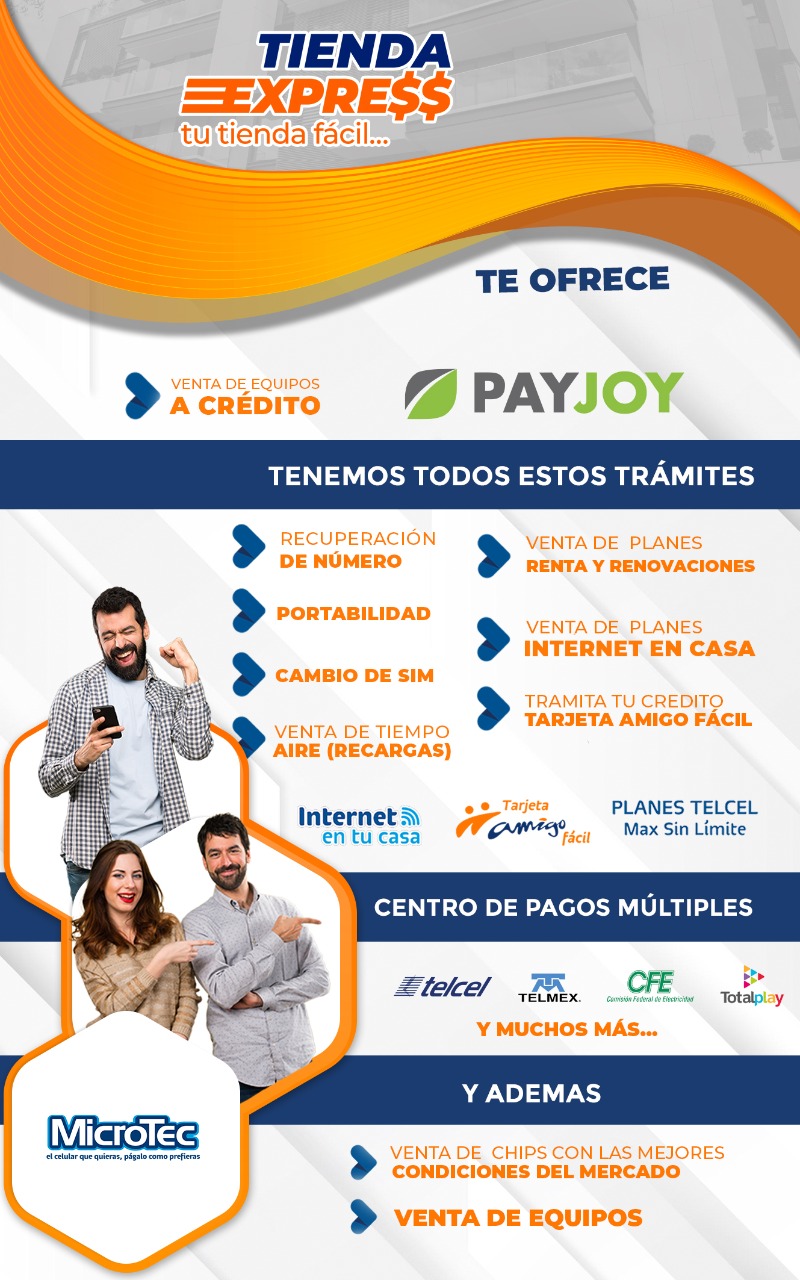 TIENDA
EXPRE$$
tu tienda fácil...
TE OFRECE
VENTA DE EQUIPOS
A CRÉDITO
PAYJOY
TENEMOS TODOS ESTOS TRÁMITES
RECUPERACIÓN
DE NÚMERO
PORTABILIDAD
CAMBIO DE SIM
VENTA DE TIEMPO
AIRE (RECARGAS)
VENTA DE PLANES
RENTA Y RENOVACIONES
VENTA DE PLANES
INTERNET EN CASA
TRAMITA TU CREDITO
TARJETA AMIGO FÁCIL
Internet
en tu casa
Tarjeta
amigo
fácil
PLANES TELCEL
Max Sin Límite
CENTRO DE PAGOS MÚLTIPLES
telcel
TELMEX.
CFE
Comisión Federal de Electricidad
Totalplay
Y MUCHOS MÁS...
Y ADEMAS
MicroTec
el celular que quieras, págalo como prefieras
VENTA DE CHIPS CON LAS MEJORES
CONDICIONES DEL MERCADO
VENTA DE EQUIPOS